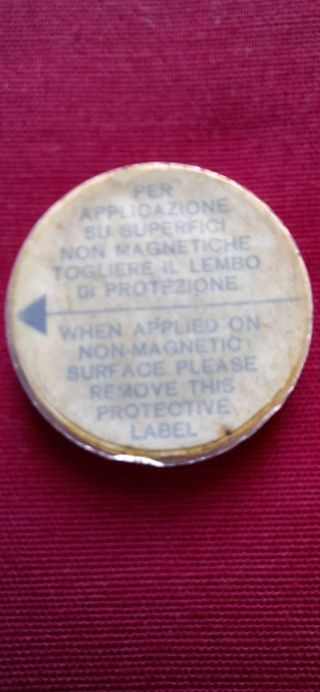 PER
APPLICAZIONE
SU SUPERFICI
NON MAGNETICHE
TOGLIERE IL LEMBO
DI PROTEZIONE
WHEN APPLIED ON
NON-MAGNETIC
SURFACE PLEASE
REMOVE THIS
PROTECTIVE
LABEL